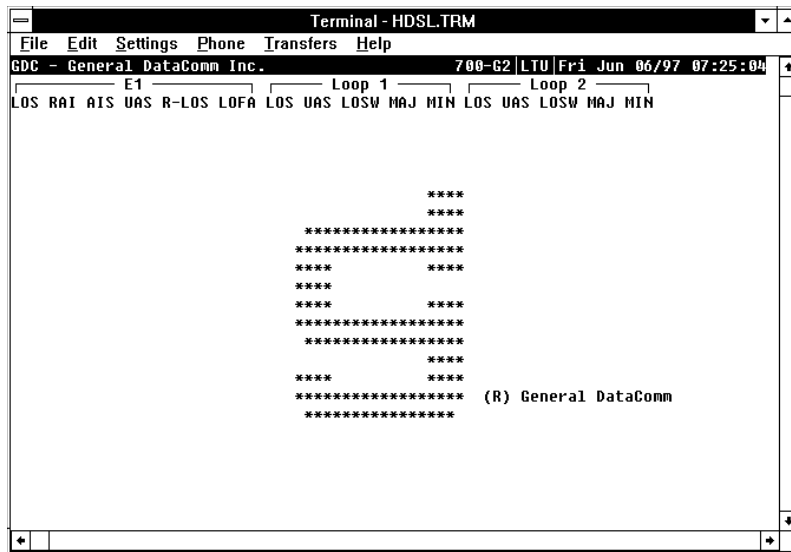 Terminal - HDSL.TRM
File Edit Settings Phone Transfers Help
GDC - General DataComm Inc. 700-G2|LTU|Fri Jun 06/97 07:25:04
E1 Loop 1 Loop 2
LOS RAI AIS UAS R-LOS LOFA LOS UAS LOSW MAJ MIN LOS UAS LOSW MAJ MIN
****
****
*****************
******************
**** ****
****
**** ****
******************
*****************
****
**** ****
****************** (R) General DataComm
****************